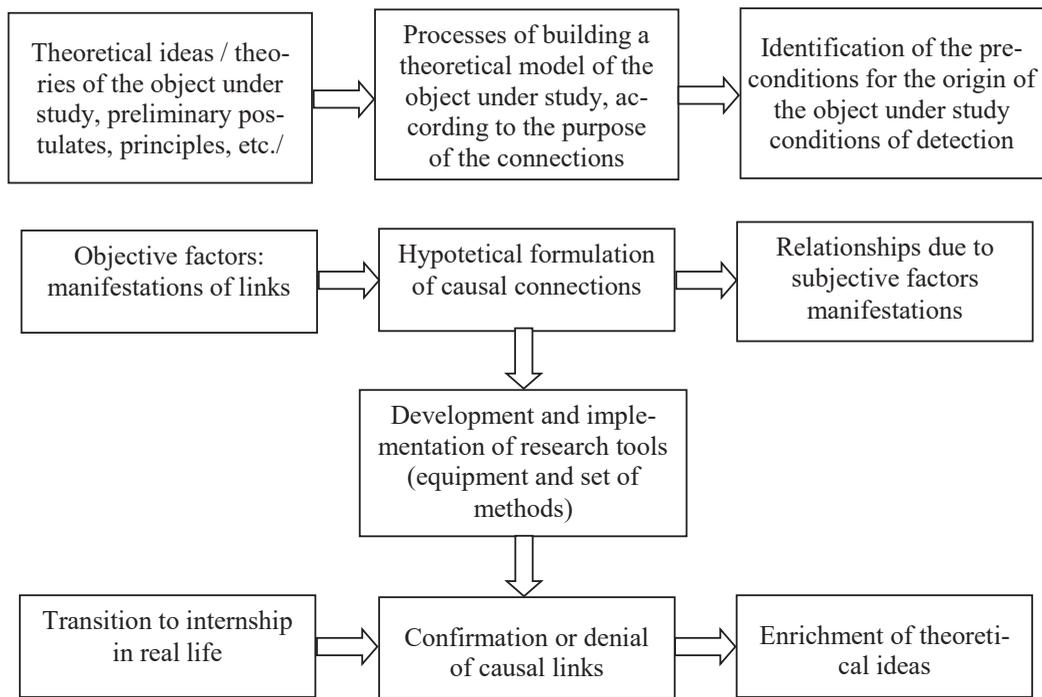 Theoretical ideas / theo-
ries of the object under
study, preliminary pos-
tulates, principles, etc./
Processes of building a
theoretical model of the
object under study, ac-
cording to the purpose
of the connections
Identification of the pre-
conditions for the origin of
the object under study
conditions of detection
Objective factors:
manifestations of links
Hypotetical formulation
of causal connections
Relationships due to
subjective factors
manifestations
Development and imple-
mentation of research tools
(equipment and set of
methods)
Transition to internship
in real life
Confirmation or denial
of causal links
Enrichment of theoreti-
cal ideas